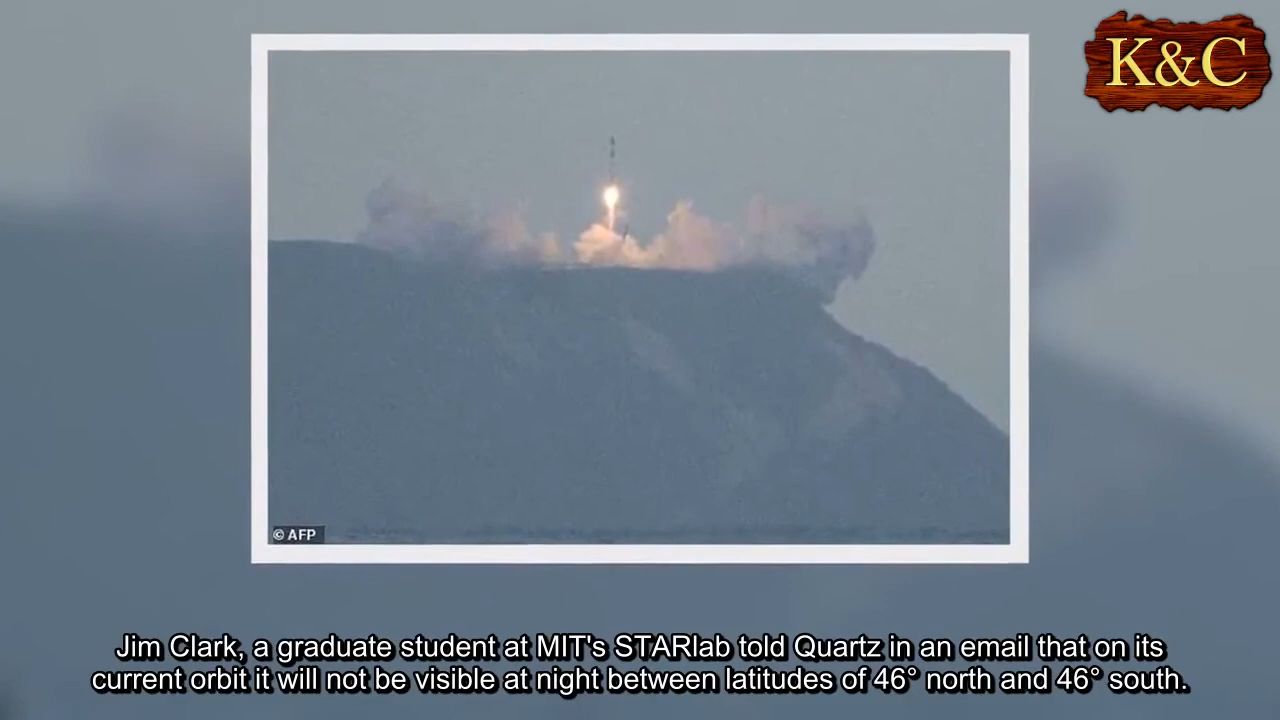 K&C
© AFP
Jim Clark, a graduate student at MIT's STARlab told Quartz in an email that on its
current orbit it will not be visible at night between latitudes of 46° north and 46° south.